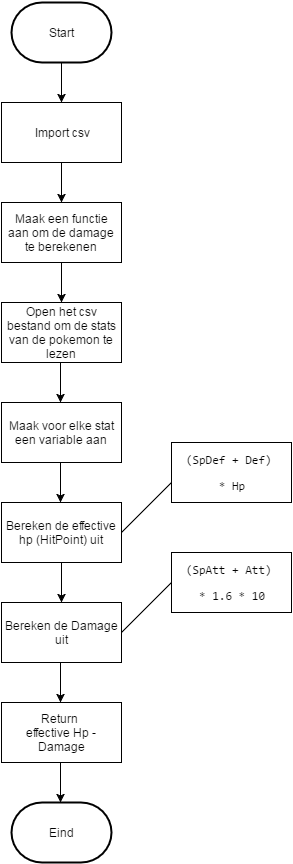 Start
Import csv
Maak een functie
aan om de damage
te berekenen
Open het csv
bestand om de stats
van de pokemon te
lezen
Maak voor elke stat
een variable aan
Bereken de effective
hp (HitPoint) uit
(SpDef + Def)
* Hp
Bereken de Damage
uit
(SpAtt + Att)
* 1.6 * 10
Return
effective Hp -
Damage
Eind